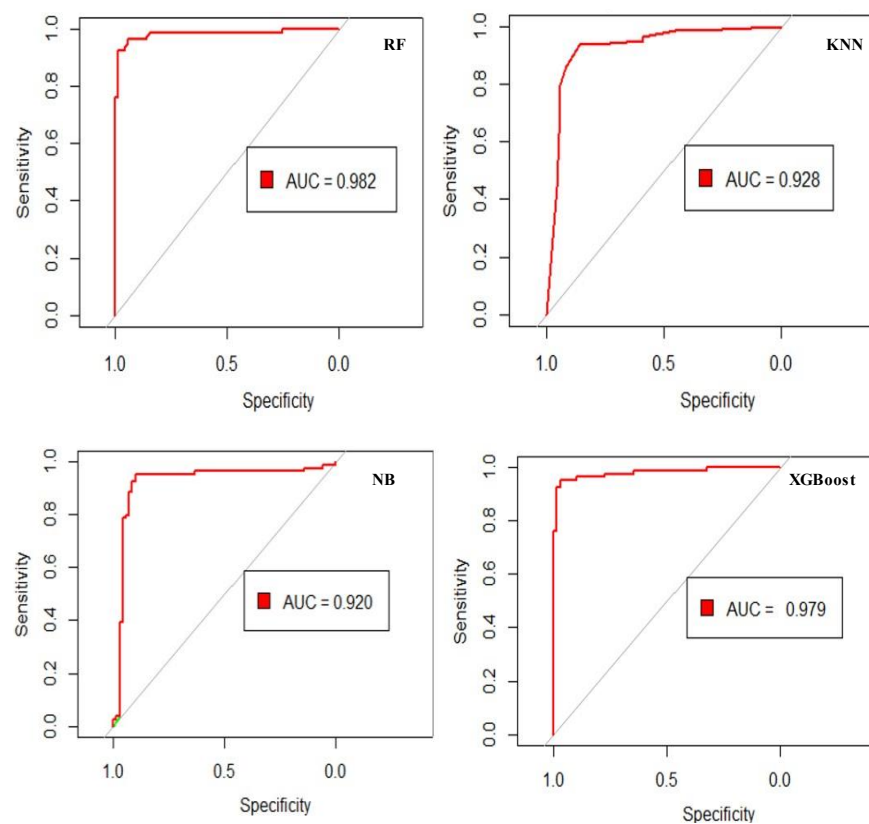 RF
1.0
0.8
0.6
0.4
0.2
0.0
Sensitivity
AUC = 0.982
1.0 0.5 0.0
Specificity
KNN
1.0
0.8
0.6
0.4
0.2
0.0
Sensitivity
AUC = 0.928
1.0 0.5 0.0
Specificity
NB
1.0
0.8
0.6
0.4
0.2
0.0
Sensitivity
AUC = 0.920
1.0 0.5 0.0
Specificity
XGBoost
1.0
0.8
0.6
0.4
0.2
0.0
Sensitivity
AUC = 0.979
1.0 0.5 0.0
Specificity